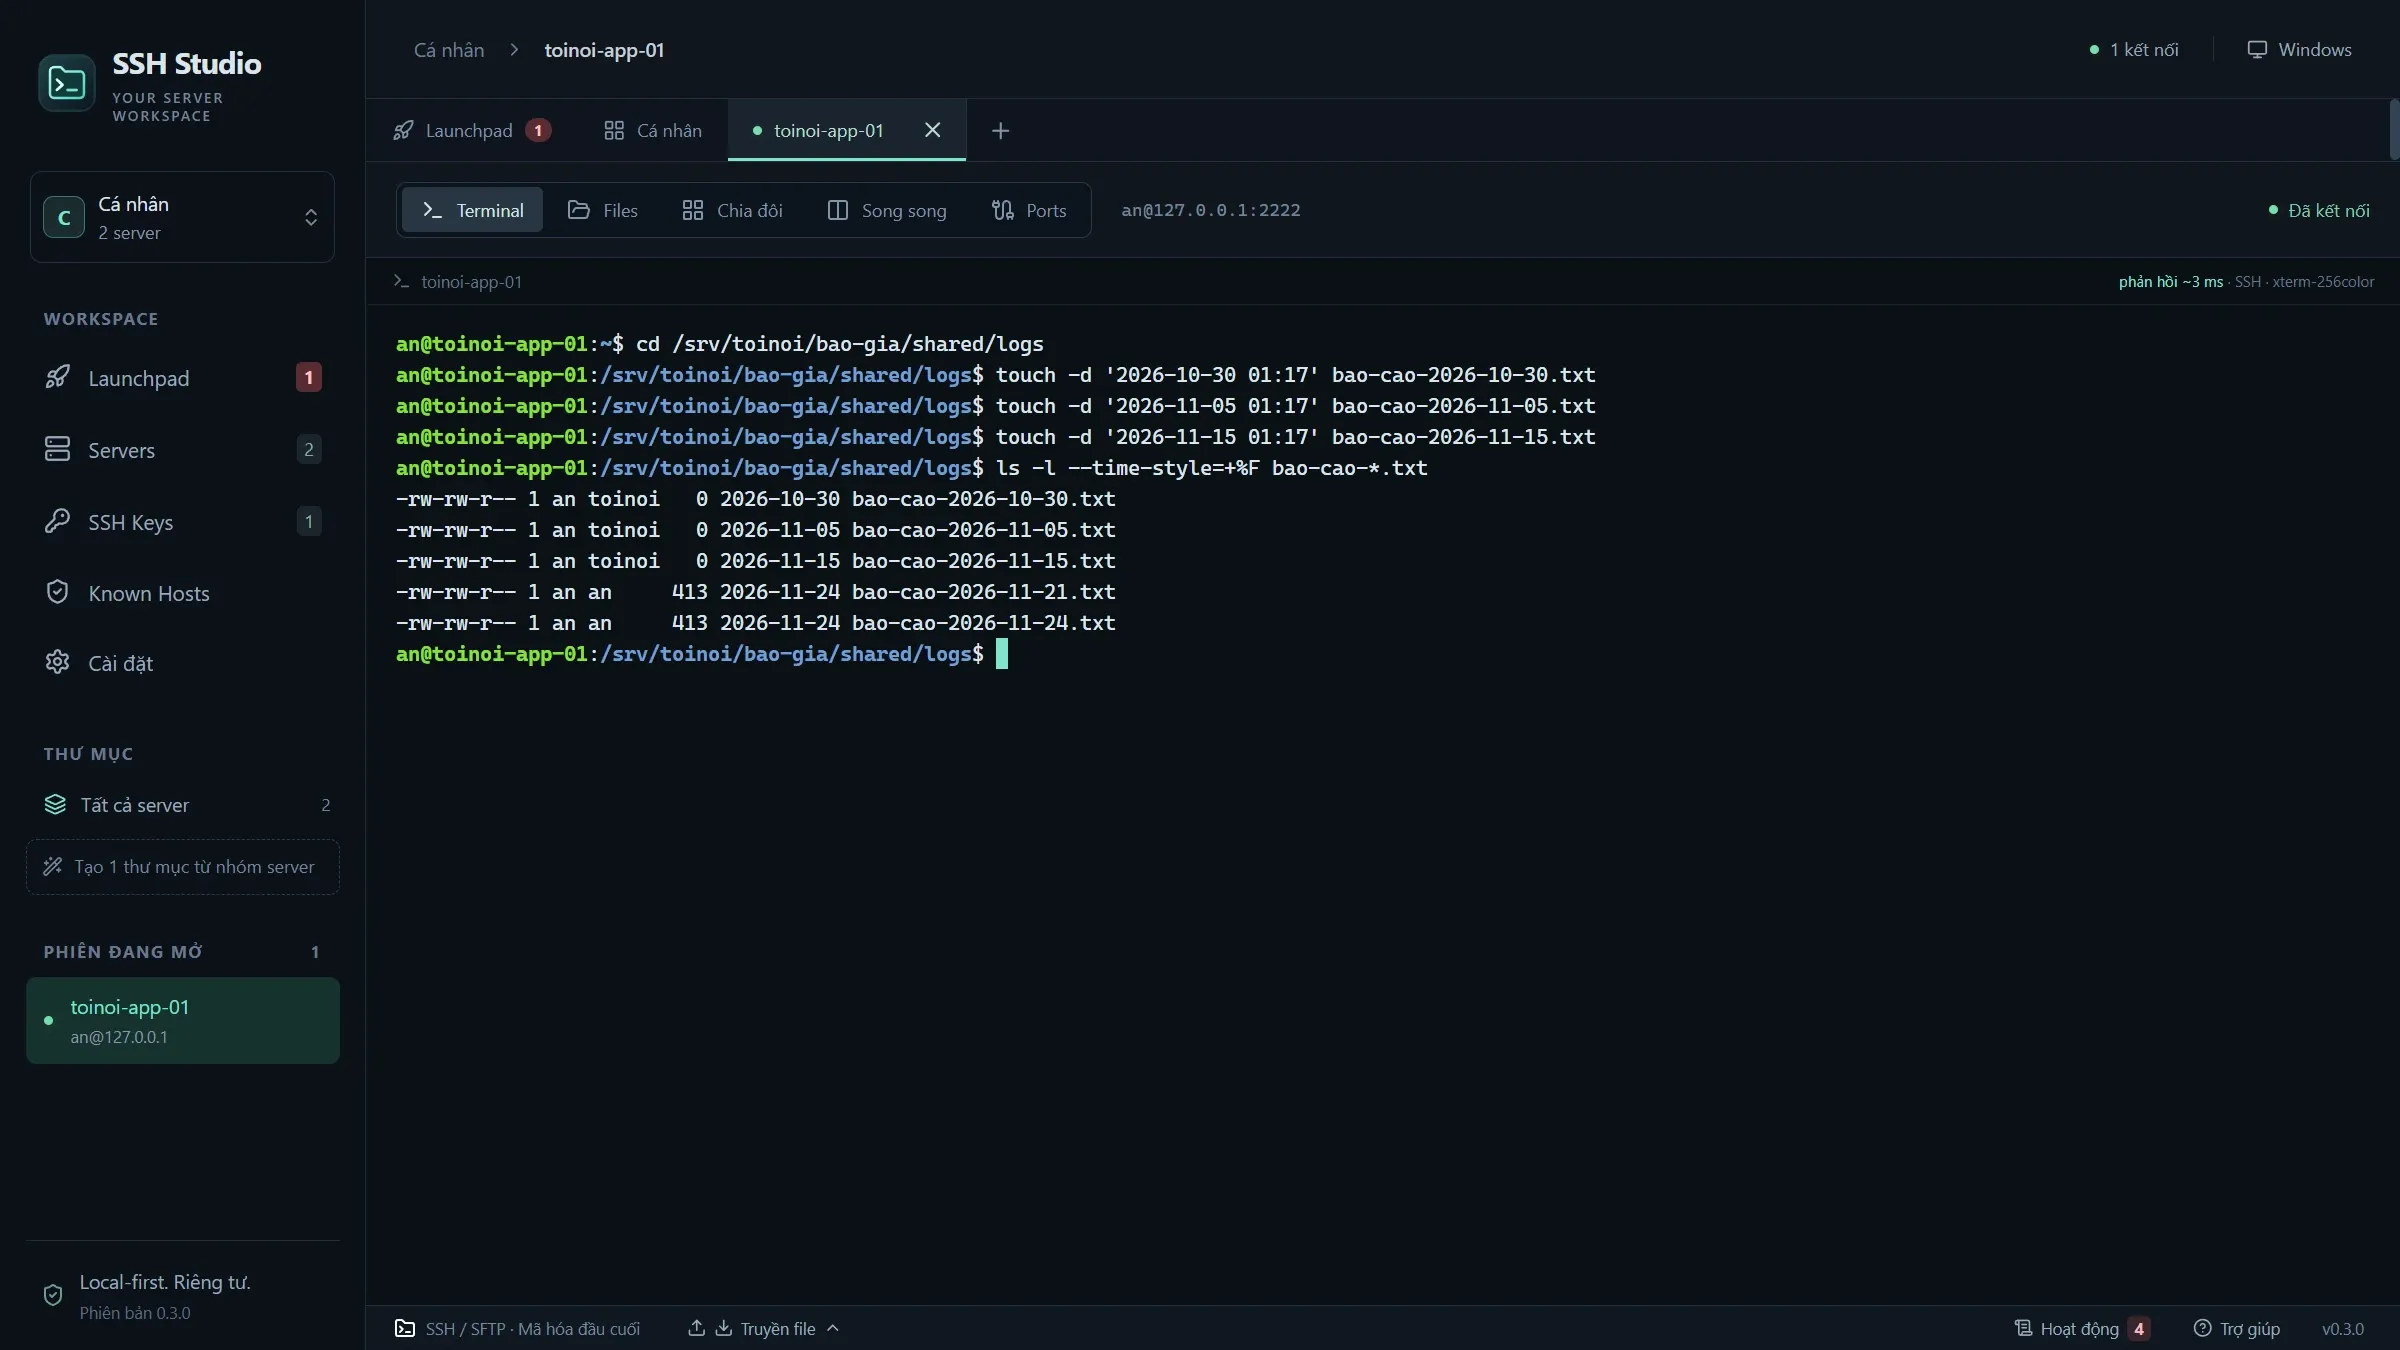 SSH Studio
YOUR SERVER
WORKSPACE
C
Cá nhân
2 server
WORKSPACE
Launchpad 1
Servers 2
SSH Keys 1
Known Hosts
Cài đặt
THƯ MỤC
Tất cả server 2
Tạo 1 thư mục từ nhóm server
PHIÊN ĐANG MỞ 1
toinoi-app-01
an@127.0.0.1
Local-first. Riêng tư.
Phiên bản 0.3.0
Cá nhân > toinoi-app-01
1 kết nối
Windows
Launchpad 1
Cá nhân
toinoi-app-01
Terminal
Files
Chia đôi
Song song
Ports
an@127.0.0.1:2222
Đã kết nối
toinoi-app-01
phản hồi ~3 ms · SSH · xterm-256color
an@toinoi-app-01:~$ cd /srv/toinoi/bao-gia/shared/logs
an@toinoi-app-01:/srv/toinoi/bao-gia/shared/logs$ touch -d '2026-10-30 01:17' bao-cao-2026-10-30.txt
an@toinoi-app-01:/srv/toinoi/bao-gia/shared/logs$ touch -d '2026-11-05 01:17' bao-cao-2026-11-05.txt
an@toinoi-app-01:/srv/toinoi/bao-gia/shared/logs$ touch -d '2026-11-15 01:17' bao-cao-2026-11-15.txt
an@toinoi-app-01:/srv/toinoi/bao-gia/shared/logs$ ls -l --time-style=+%F bao-cao-*.txt
-rw-rw-r-- 1 an toinoi   0 2026-10-30 bao-cao-2026-10-30.txt
-rw-rw-r-- 1 an toinoi   0 2026-11-05 bao-cao-2026-11-05.txt
-rw-rw-r-- 1 an toinoi   0 2026-11-15 bao-cao-2026-11-15.txt
-rw-rw-r-- 1 an an     413 2026-11-24 bao-cao-2026-11-21.txt
-rw-rw-r-- 1 an an     413 2026-11-24 bao-cao-2026-11-24.txt
an@toinoi-app-01:/srv/toinoi/bao-gia/shared/logs$
SSH / SFTP · Mã hóa đầu cuối
Truyền file
Hoạt động 4
Trợ giúp
v0.3.0